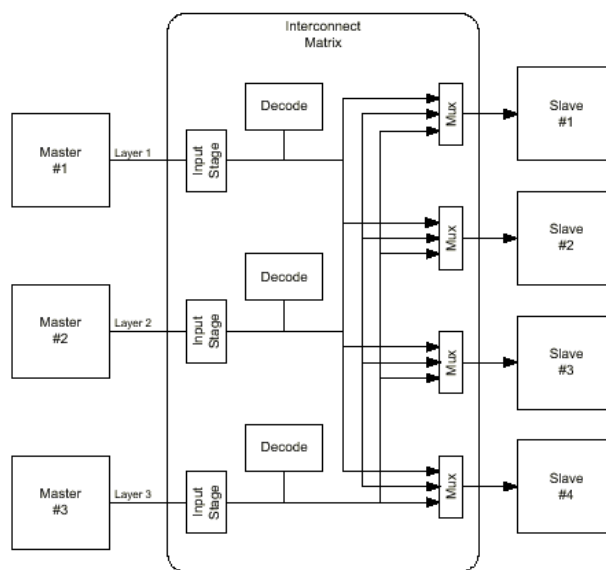 Interconnect
Matrix
Decode
Mux
Slave
#1
Master
#1
Layer 1
Input
Stage
Mux
Slave
#2
Decode
Master
#2
Layer 2
Input
Stage
Mux
Slave
#3
Decode
Master
#3
Layer 3
Input
Stage
Mux
Slave
#4